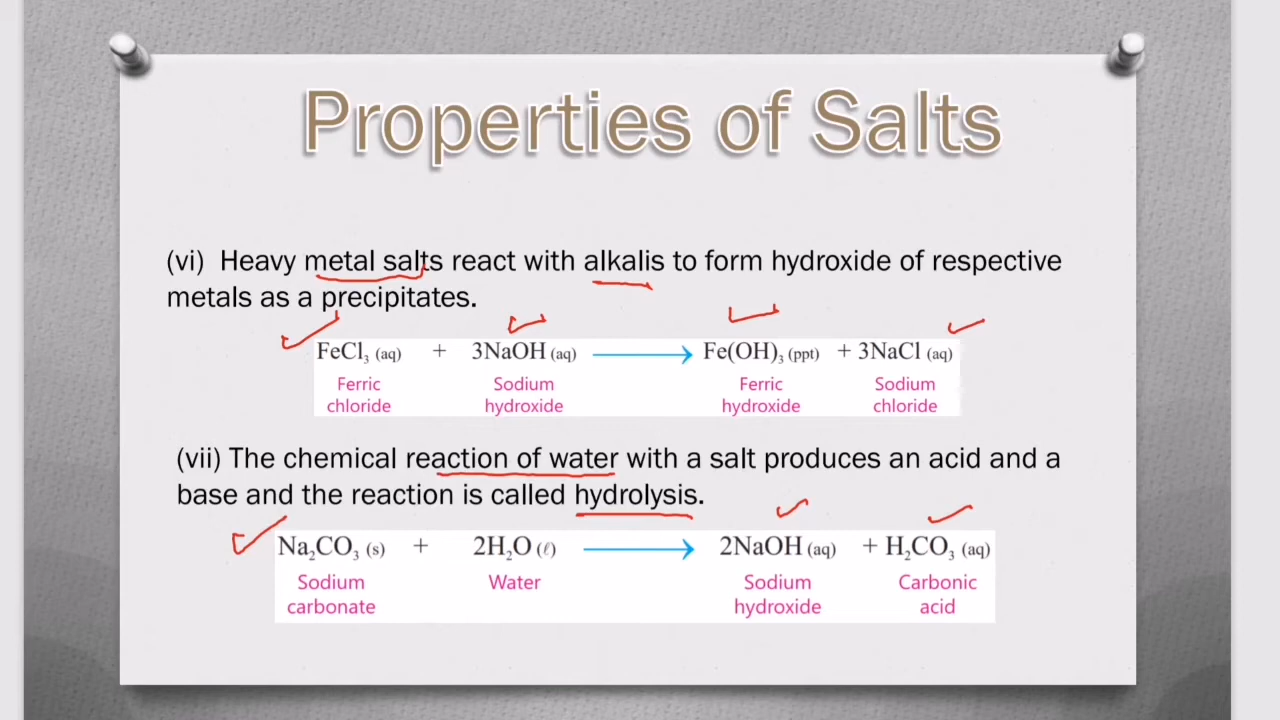 Properties of Salts
(vi) Heavy metal salts react with alkalis to form hydroxide of respective
metals as a precipitates.
FeCl₃ (aq) + 3NaOH (aq) ⟶ Fe(OH)₃ (ppt) + 3NaCl (aq)
Ferric Sodium Ferric Sodium
chloride hydroxide hydroxide chloride
(vii) The chemical reaction of water with a salt produces an acid and a
base and the reaction is called hydrolysis.
Na₂CO₃ (s) + 2H₂O (ℓ) ⟶ 2NaOH (aq) + H₂CO₃ (aq)
Sodium Water Sodium Carbonic
carbonate hydroxide acid